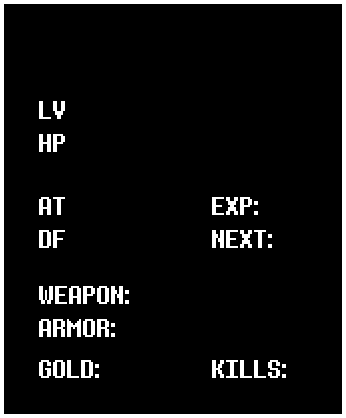 LV
HP
AT EXP:
DF NEXT:
WEAPON:
ARMOR:
GOLD: KILLS: